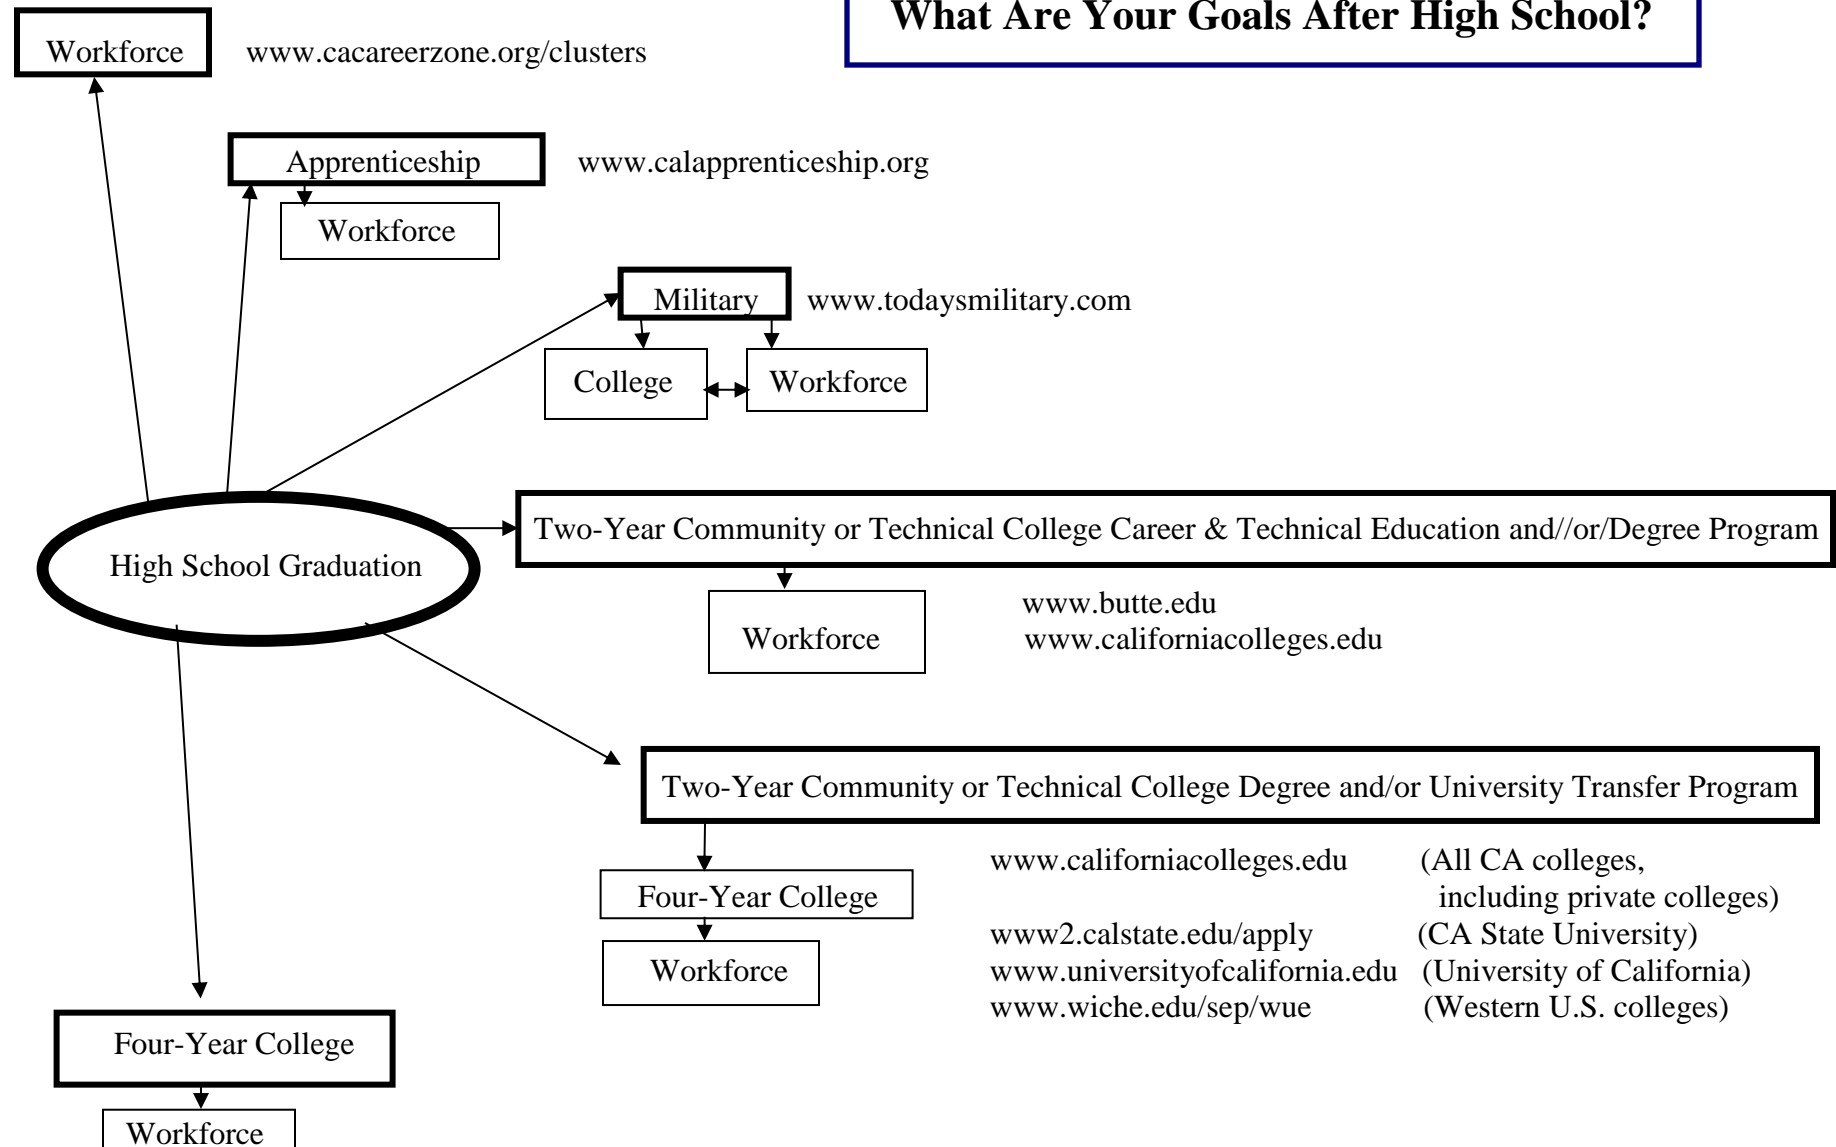 What Are Your Goals After High School?
Workforce www.cacareerzone.org/clusters
Apprenticeship www.calapprenticeship.org
Workforce
Military www.todaysmilitary.com
College Workforce
Two-Year Community or Technical College Career & Technical Education and//or/Degree Program
High School Graduation
www.butte.edu
Workforce www.californiacolleges.edu
Two-Year Community or Technical College Degree and/or University Transfer Program
www.californiacolleges.edu (All CA colleges,
Four-Year College including private colleges)
www2.calstate.edu/apply (CA State University)
Workforce www.universityofcalifornia.edu (University of California)
www.wiche.edu/sep/wue (Western U.S. colleges)
Four-Year College
Workforce